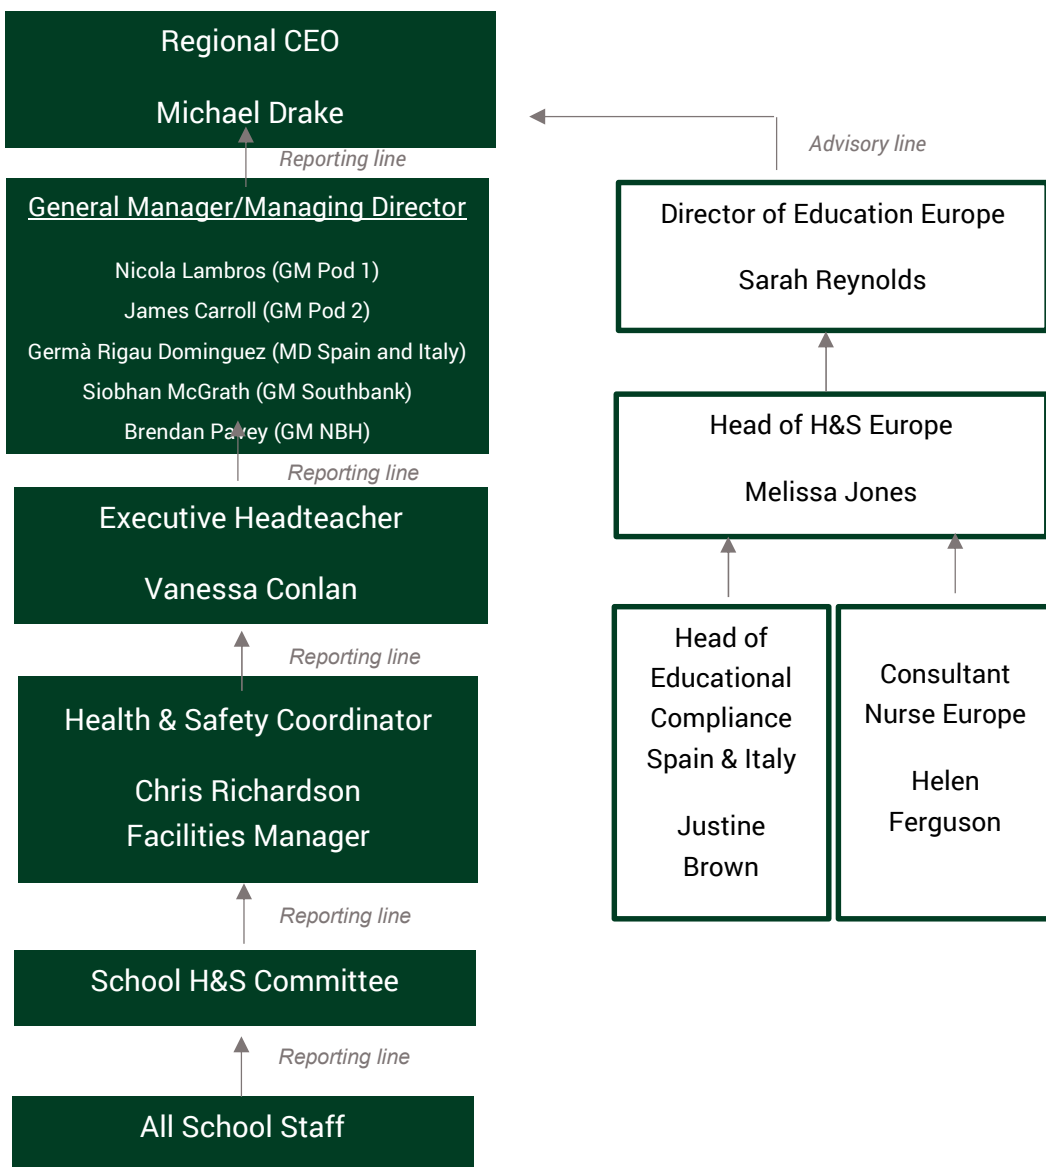 Regional CEO
Michael Drake
Reporting line
General Manager/Managing Director
Nicola Lambros (GM Pod 1)
James Carroll (GM Pod 2)
Germà Rigau Dominguez (MD Spain and Italy)
Siobhan McGrath (GM Southbank)
Brendan (GM NBH)
Reporting line
Executive Headteacher
Vanessa Conlan
Reporting line
Health & Safety Coordinator
Chris Richardson
Facilities Manager
Reporting line
School H&S Committee
Reporting line
All School Staff
Advisory line
Director of Education Europe
Sarah Reynolds
Head of H&S Europe
Melissa Jones
Head of
Educational
Compliance
Spain & Italy
Justine
Brown
Consultant
Nurse Europe
Helen
Ferguson